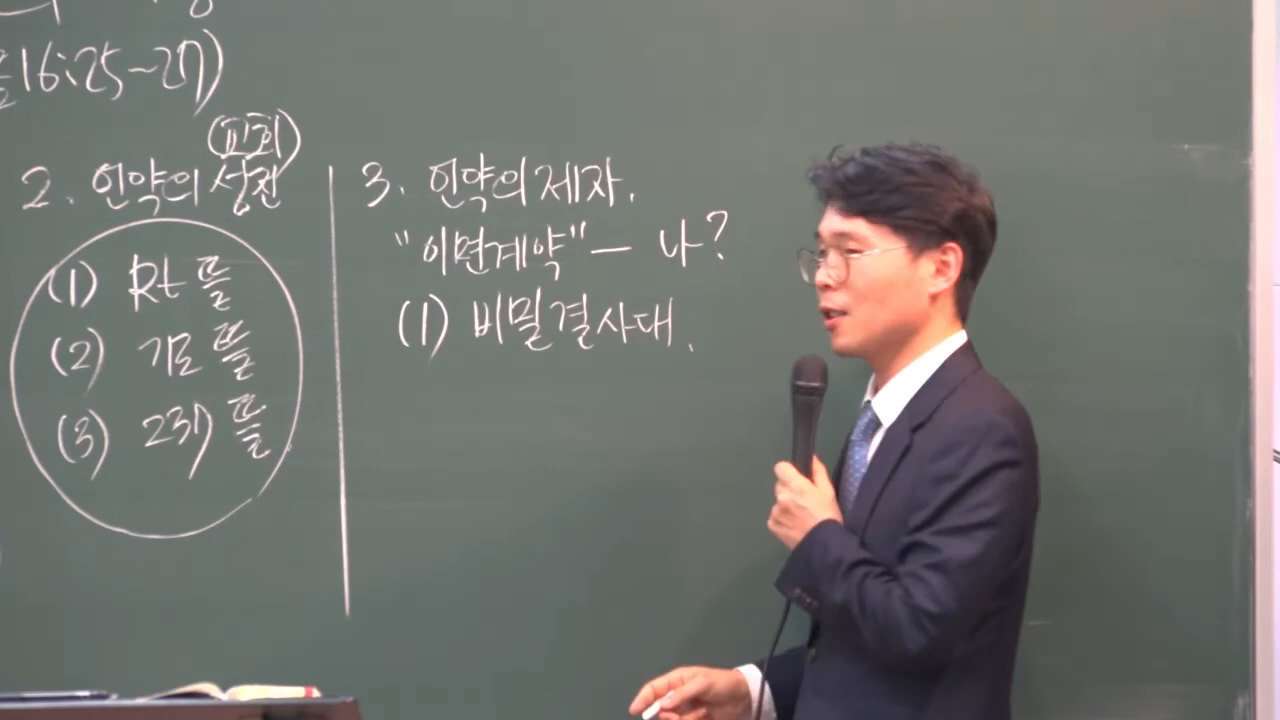 16:25~27)
(교회)
2. 언약의 성전
(1) Rt 뜰
(2) 기도 뜰
(3) 237 뜰
3. 언약의 제자.
"이면계약" - 나?
(1) 비밀결사대.